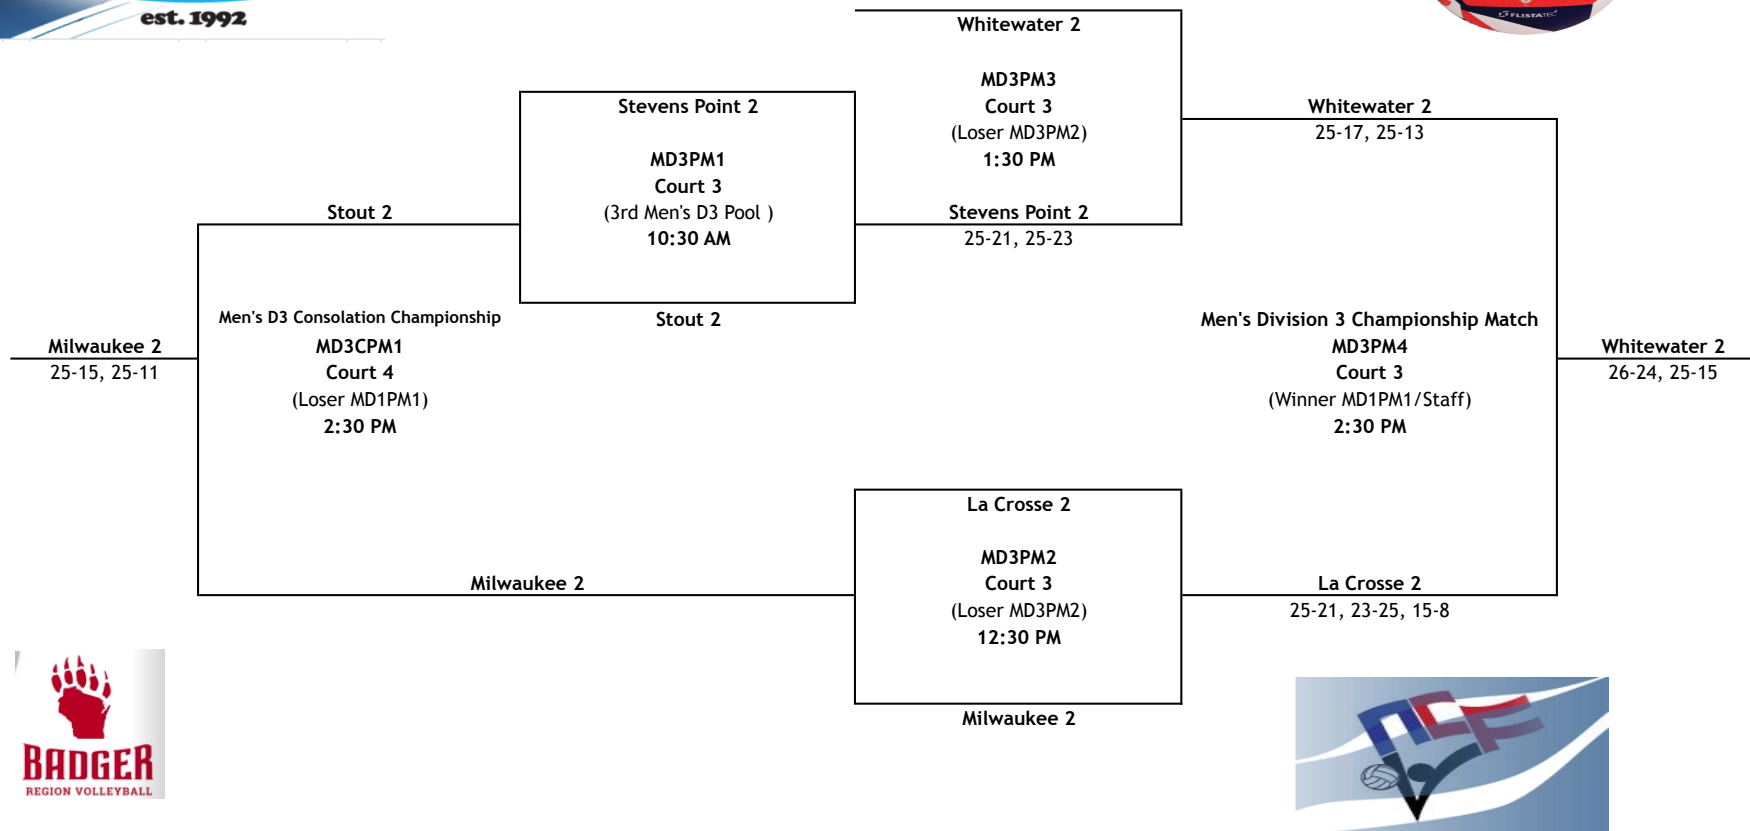 est. 1992
FLISTATEC
Whitewater 2
MD3PM3
Court 3
(Loser MD3PM2)
1:30 PM
Stevens Point 2
MD3PM1
Court 3
(3rd Men's D3 Pool )
10:30 AM
Whitewater 2
25-17, 25-13
Stout 2
Stevens Point 2
25-21, 25-23
Men's D3 Consolation Championship
MD3CPM1
Court 4
(Loser MD1PM1)
2:30 PM
Stout 2
Men's Division 3 Championship Match
MD3PM4
Court 3
(Winner MD1PM1/Staff)
2:30 PM
Milwaukee 2
25-15, 25-11
Whitewater 2
26-24, 25-15
La Crosse 2
MD3PM2
Court 3
(Loser MD3PM2)
12:30 PM
Milwaukee 2
La Crosse 2
25-21, 23-25, 15-8
Milwaukee 2
BADGER
REGION VOLLEYBALL
NCF